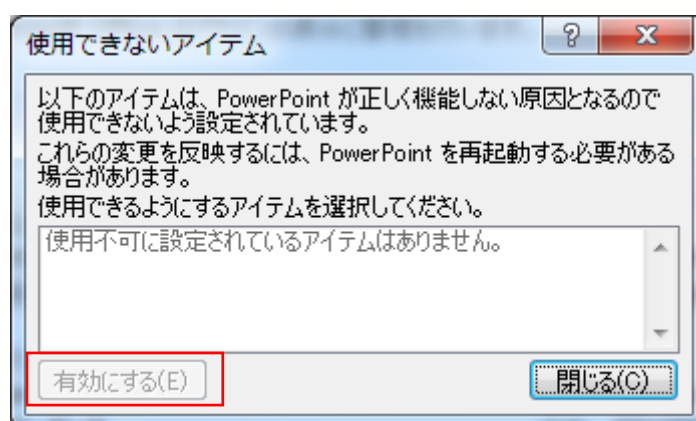 使用できないアイテム
以下のアイテムは、PowerPoint が正しく機能しない原因となるので
使用できないよう設定されています。
これらの変更を反映するには、PowerPoint を再起動する必要がある
場合があります。
使用できるようにするアイテムを選択してください。
使用不可に設定されているアイテムはありません。
有効にする(E)
閉じる(C)